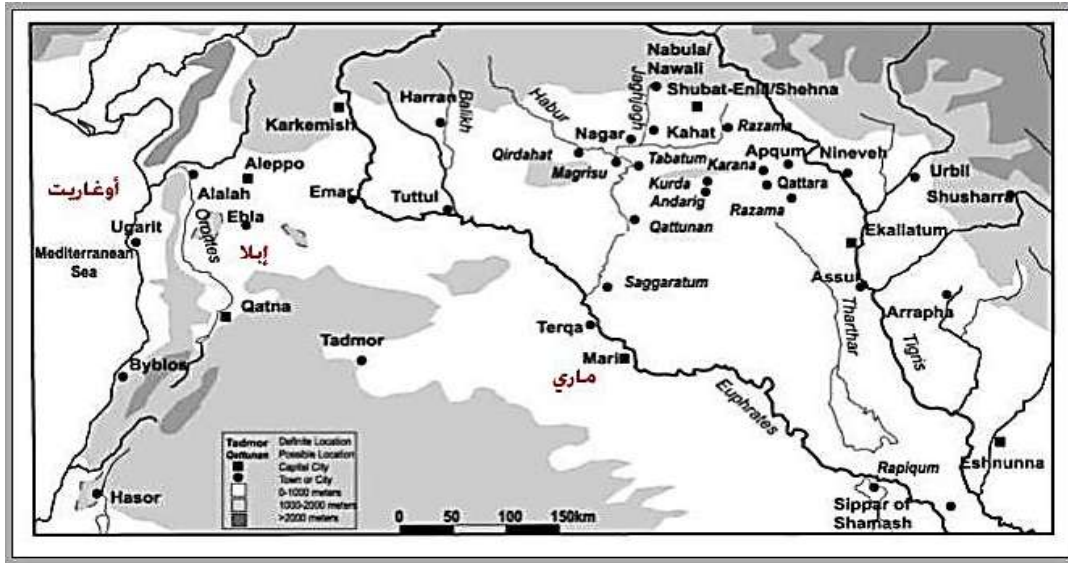 Nabula/
Nawali
Shubat-Enlil/Shehna
Jaghjagh
Harran
Balikh
Habur
Karkemish
Nagar
Kahat
Razama
Qirdahat
Magrisu
Tabatum
Karana
Apqum
Nineveh
Aleppo
Kurda
Andarig
Qattara
Urbil
Shusharra
أوغاريت
Alalah
Emar
Tuttul
Razama
Ebla
Orontes
Ugarit
Qattunan
Ekallatum
Mediterranean
Sea
إبلا
Saggaratum
Assur
Qatna
Tharthar
Arrapha
Terqa
Tadmor
Mari
Tigris
Byblos
ماري
Euphrates
Tadmor Definite Location
Qattunan Possible Location
Capital City
Town or City
0-1000 meters
1000-2000 meters
>2000 meters
Eshnunna
Rapiqum
Hasor
Sippar of
Shamash
0 50 100 150km